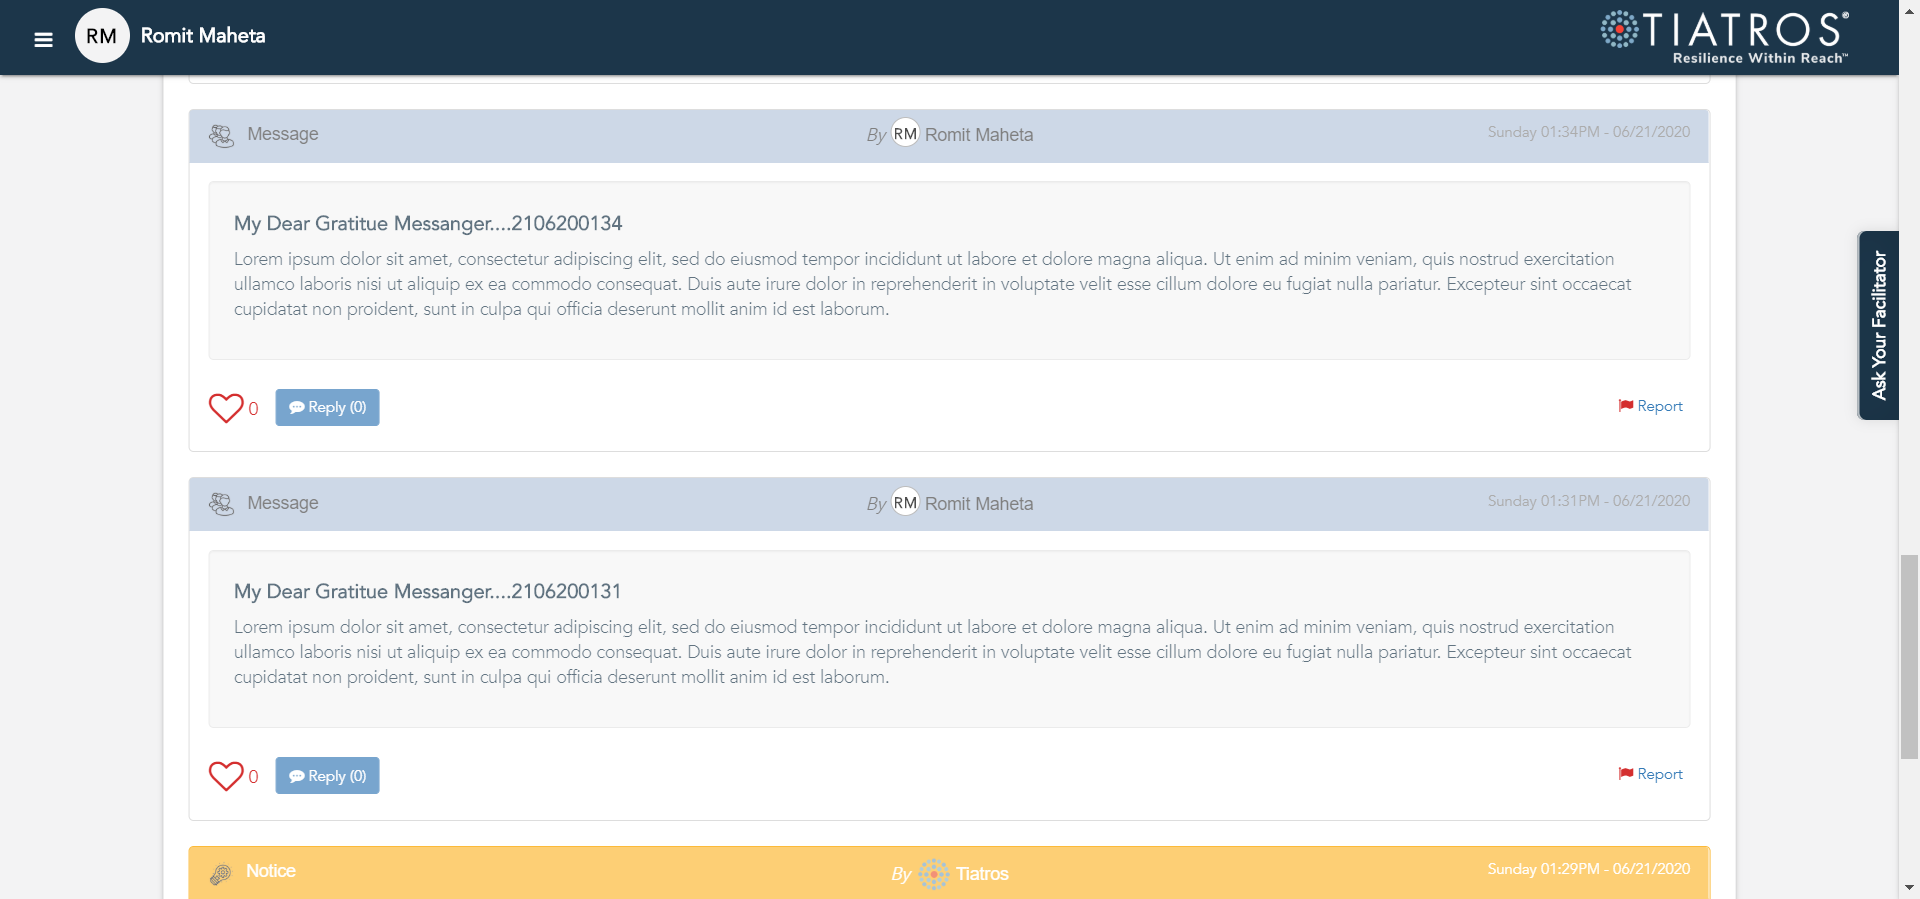 RM Romit Maheta
TIATROS®
Resilience Within Reach™
Message By RM Romit Maheta Sunday 01:34PM - 06/21/2020
My Dear Gratitue Messanger....2106200134
Lorem ipsum dolor sit amet, consectetur adipiscing elit, sed do eiusmod tempor incididunt ut labore et dolore magna aliqua. Ut enim ad minim veniam, quis nostrud exercitation
ullamco laboris nisi ut aliquip ex ea commodo consequat. Duis aute irure dolor in reprehenderit in voluptate velit esse cillum dolore eu fugiat nulla pariatur. Excepteur sint occaecat
cupidatat non proident, sunt in culpa qui officia deserunt mollit anim id est laborum.
0 Reply (0) Report
Ask Your Facilitator
Message By RM Romit Maheta Sunday 01:31PM - 06/21/2020
My Dear Gratitue Messanger....2106200131
Lorem ipsum dolor sit amet, consectetur adipiscing elit, sed do eiusmod tempor incididunt ut labore et dolore magna aliqua. Ut enim ad minim veniam, quis nostrud exercitation
ullamco laboris nisi ut aliquip ex ea commodo consequat. Duis aute irure dolor in reprehenderit in voluptate velit esse cillum dolore eu fugiat nulla pariatur. Excepteur sint occaecat
cupidatat non proident, sunt in culpa qui officia deserunt mollit anim id est laborum.
0 Reply (0) Report
Notice By Tiatros Sunday 01:29PM - 06/21/2020